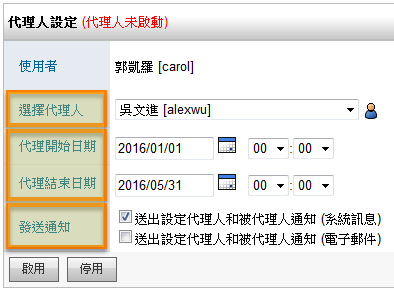 代理人設定 (代理人未啟動)
使用者 郭凱羅 [carol]
選擇代理人 吳文進 [alexwu]
代理開始日期 2016/01/01 00 : 00
代理結束日期 2016/05/31 00 : 00
發送通知 送出設定代理人和被代理人通知 (系統訊息)
送出設定代理人和被代理人通知 (電子郵件)
啟用 停用